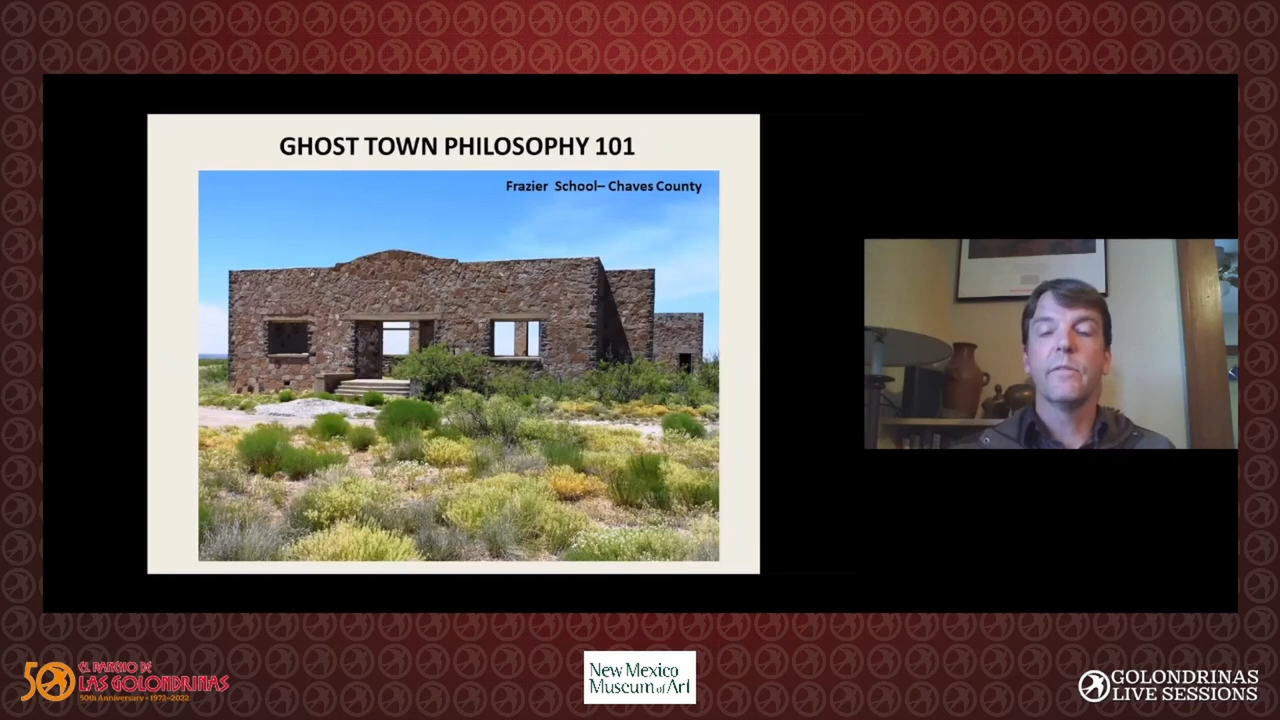 GHOST TOWN PHILOSOPHY 101
Frazier School– Chaves County
50
EL RANCHO DE
LAS GOLONDRINAS
50th Anniversary • 1972–2022
New Mexico
Museum of Art
GOLONDRINAS
LIVE SESSIONS